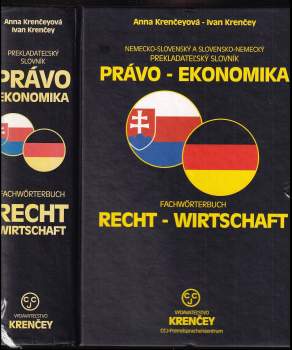 Anna Krenčeyová
Ivan Krenčey
PREKLADATEĽSKÝ
SLOVNÍK
PRÁVO
EKONOMIKA
FACHWÖRTERBUCH
RECHT
WIRTSCHAFT
VYDAVATEĽSTVO
KRENČEY
Anna Krenčeyová - Ivan Krenčey
NEMECKO-SLOVENSKÝ A SLOVENSKO-NEMECKÝ
PREKLADATEĽSKÝ SLOVNÍK
PRÁVO - EKONOMIKA
FACHWÖRTERBUCH
RECHT - WIRTSCHAFT
VYDAVATEĽSTVO
KRENČEY